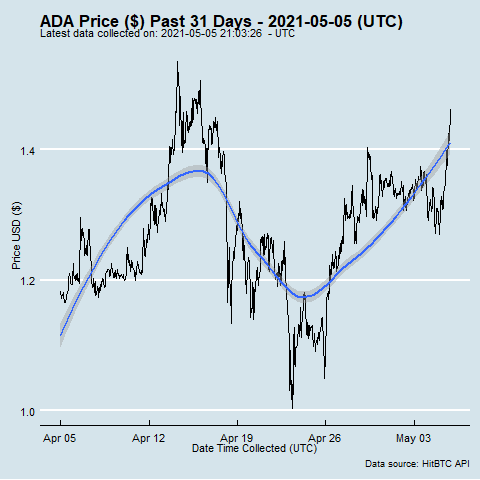 ADA Price ($) Past 31 Days - 2021-05-05 (UTC)
Latest data collected on: 2021-05-05 21:03:26  - UTC
Price USD ($)
1.4
1.2
1.0
Apr 05
Apr 12
Apr 19
Apr 26
May 03
Date Time Collected (UTC)
Data source: HitBTC API